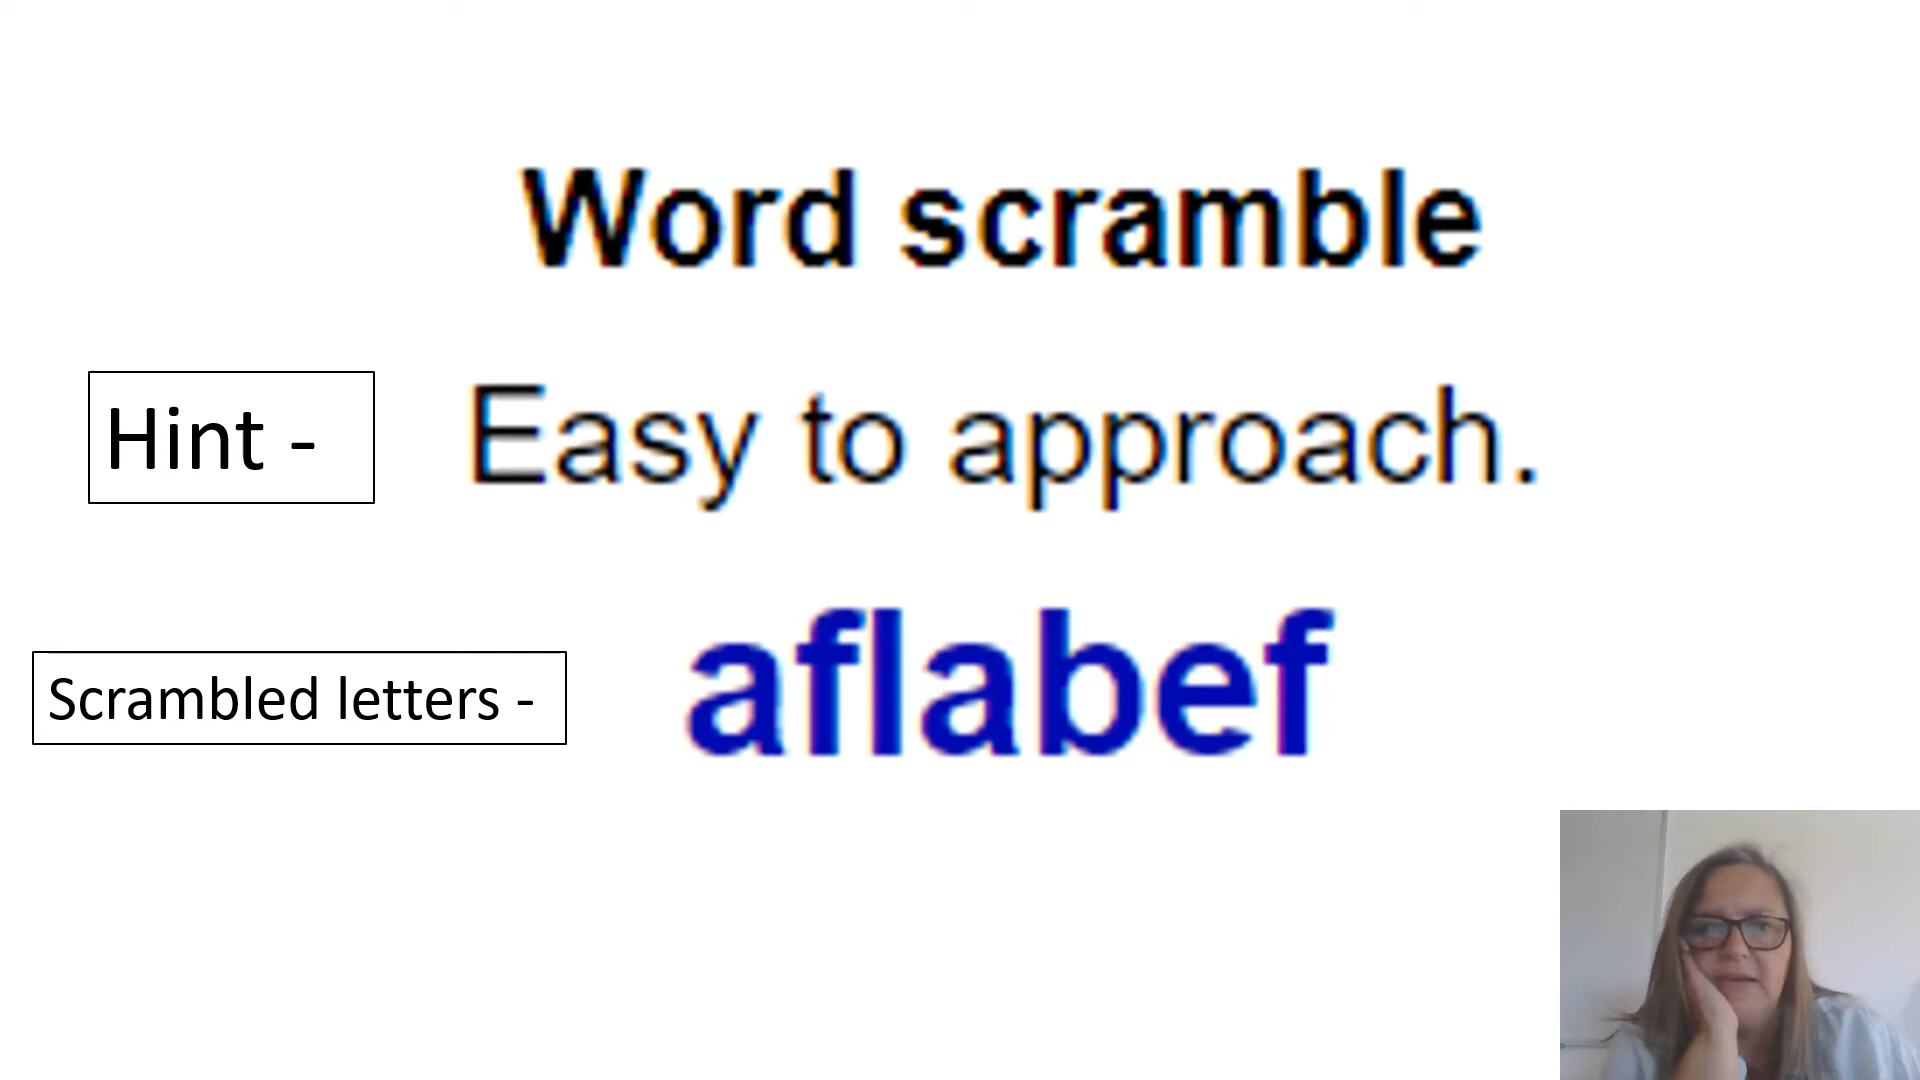 Word scramble
Hint - Easy to approach.
Scrambled letters - aflabef